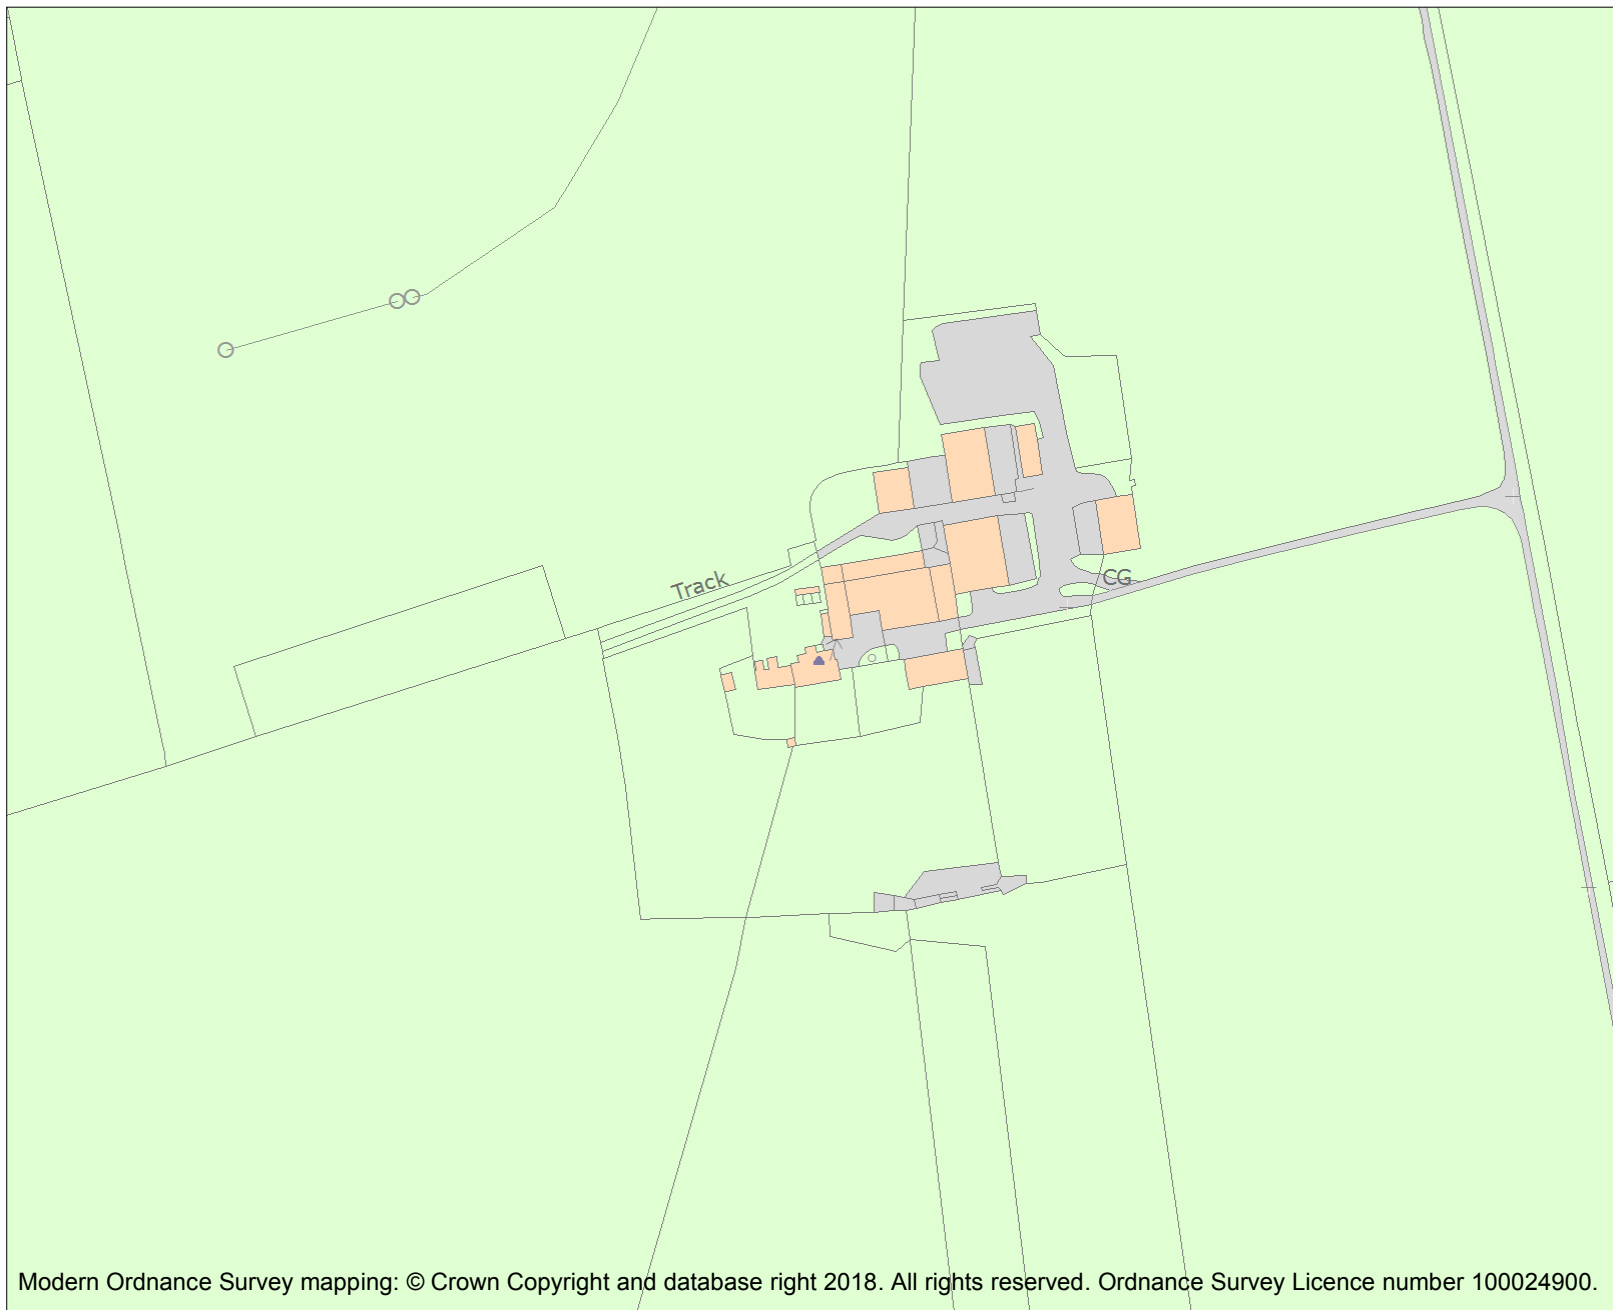 Track
CG
Modern Ordnance Survey mapping: © Crown Copyright and database right 2018. All rights reserved. Ordnance Survey Licence number 100024900.